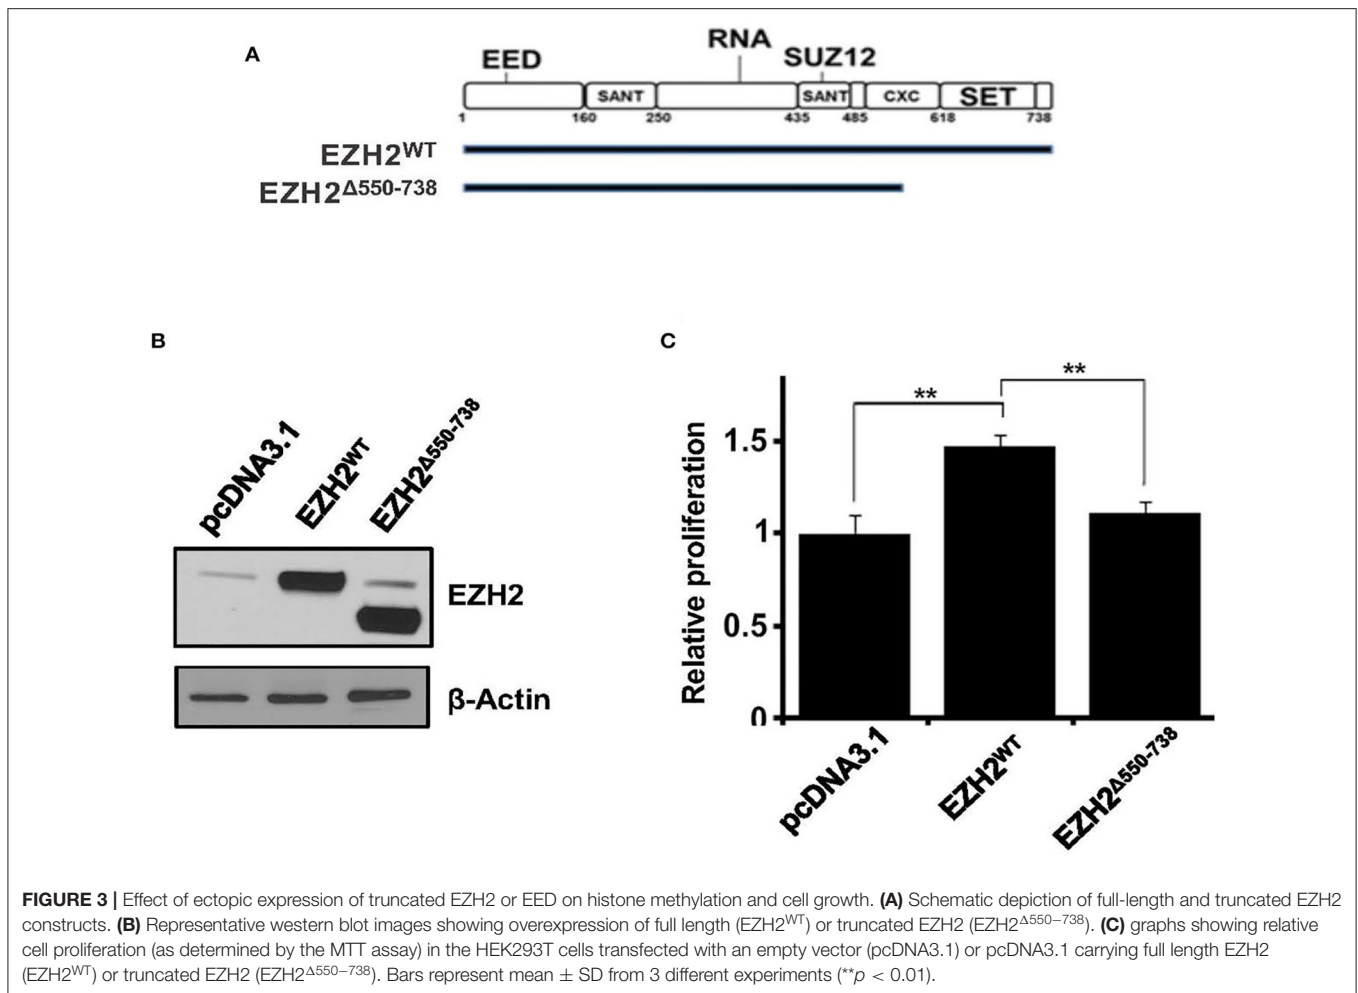 (A)
EED
RNA
SUZ12
SANT
SANT
CXC
SET
1 160 250 435 485 618 738
EZH2WT
EZH2Δ550-738
(B)
pcDNA3.1
EZH2WT
EZH2Δ550-738
EZH2
β-Actin
(C)
Relative proliferation
1.5
1
0.5
0
**
**
pcDNA3.1
EZH2WT
EZH2Δ550-738
FIGURE 3 | Effect of ectopic expression of truncated EZH2 or EED on histone methylation and cell growth. (A) Schematic depiction of full-length and truncated EZH2
constructs. (B) Representative western blot images showing overexpression of full length (EZH2WT) or truncated EZH2 (EZH2Δ550−738). (C) graphs showing relative
cell proliferation (as determined by the MTT assay) in the HEK293T cells transfected with an empty vector (pcDNA3.1) or pcDNA3.1 carrying full length EZH2
(EZH2WT) or truncated EZH2 (EZH2Δ550−738). Bars represent mean ± SD from 3 different experiments (**p < 0.01).